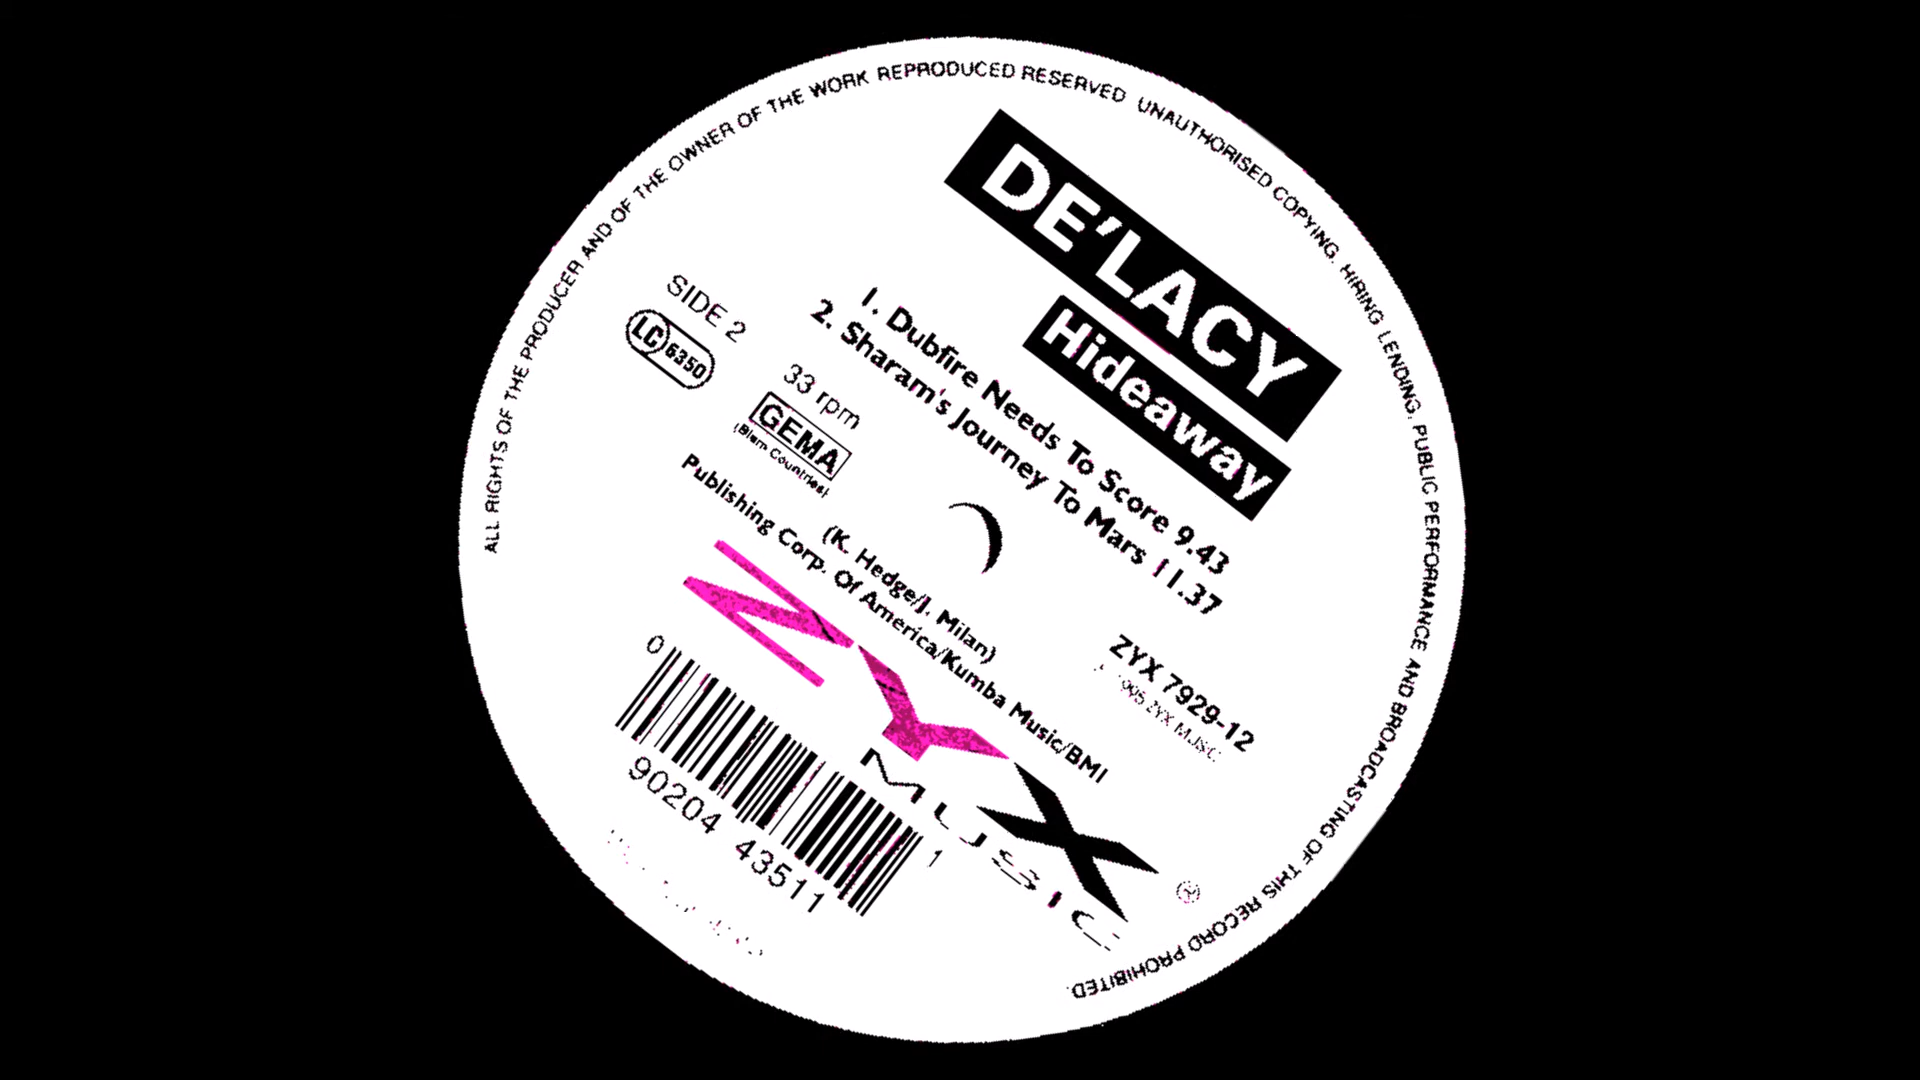 ALL RIGHTS OF THE PRODUCER AND OF THE OWNER OF THE WORK REPRODUCED RESERVED UNAUTHORISED COPYING, HIRING LENDING, PUBLIC PERFORMANCE AND BROADCASTING OF THIS RECORD PROHIBITED.
DE'LACY
Hideaway
1. Dubfire Needs To Score 9.43
2. Sharam's Journey To Mars 11.37
SIDE 2
LC 6350
33 rpm
GEMA
(Biem Countries)
(K. Hedge/J. Milan)
Publishing Corp. Of America/Kumba Music/BMI
ZYX 7929-12
ZYX
MUSIC
0 90204 43511 1